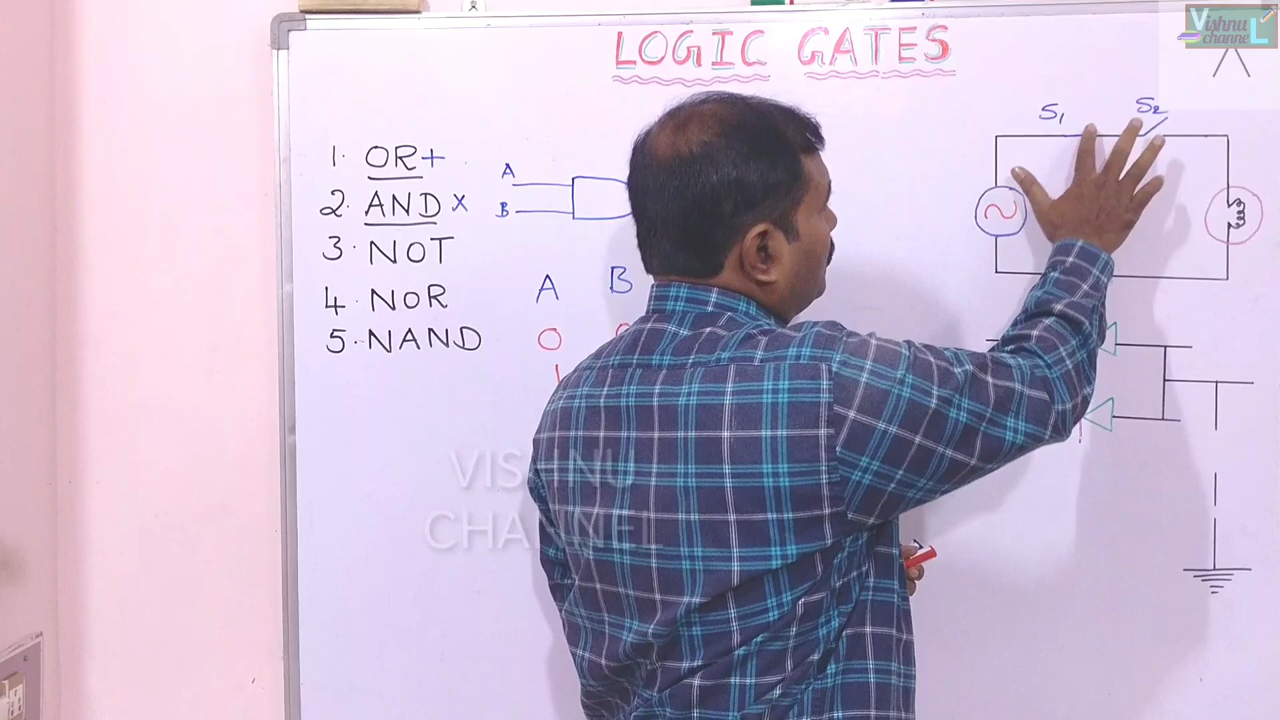 LOGIC GATES
Vishnu
channeL
1. OR +
2. AND x
3. NOT
4. NOR
5. NAND
A
B
A B
0
1
S1 S2
VISHNU
CHANNEL